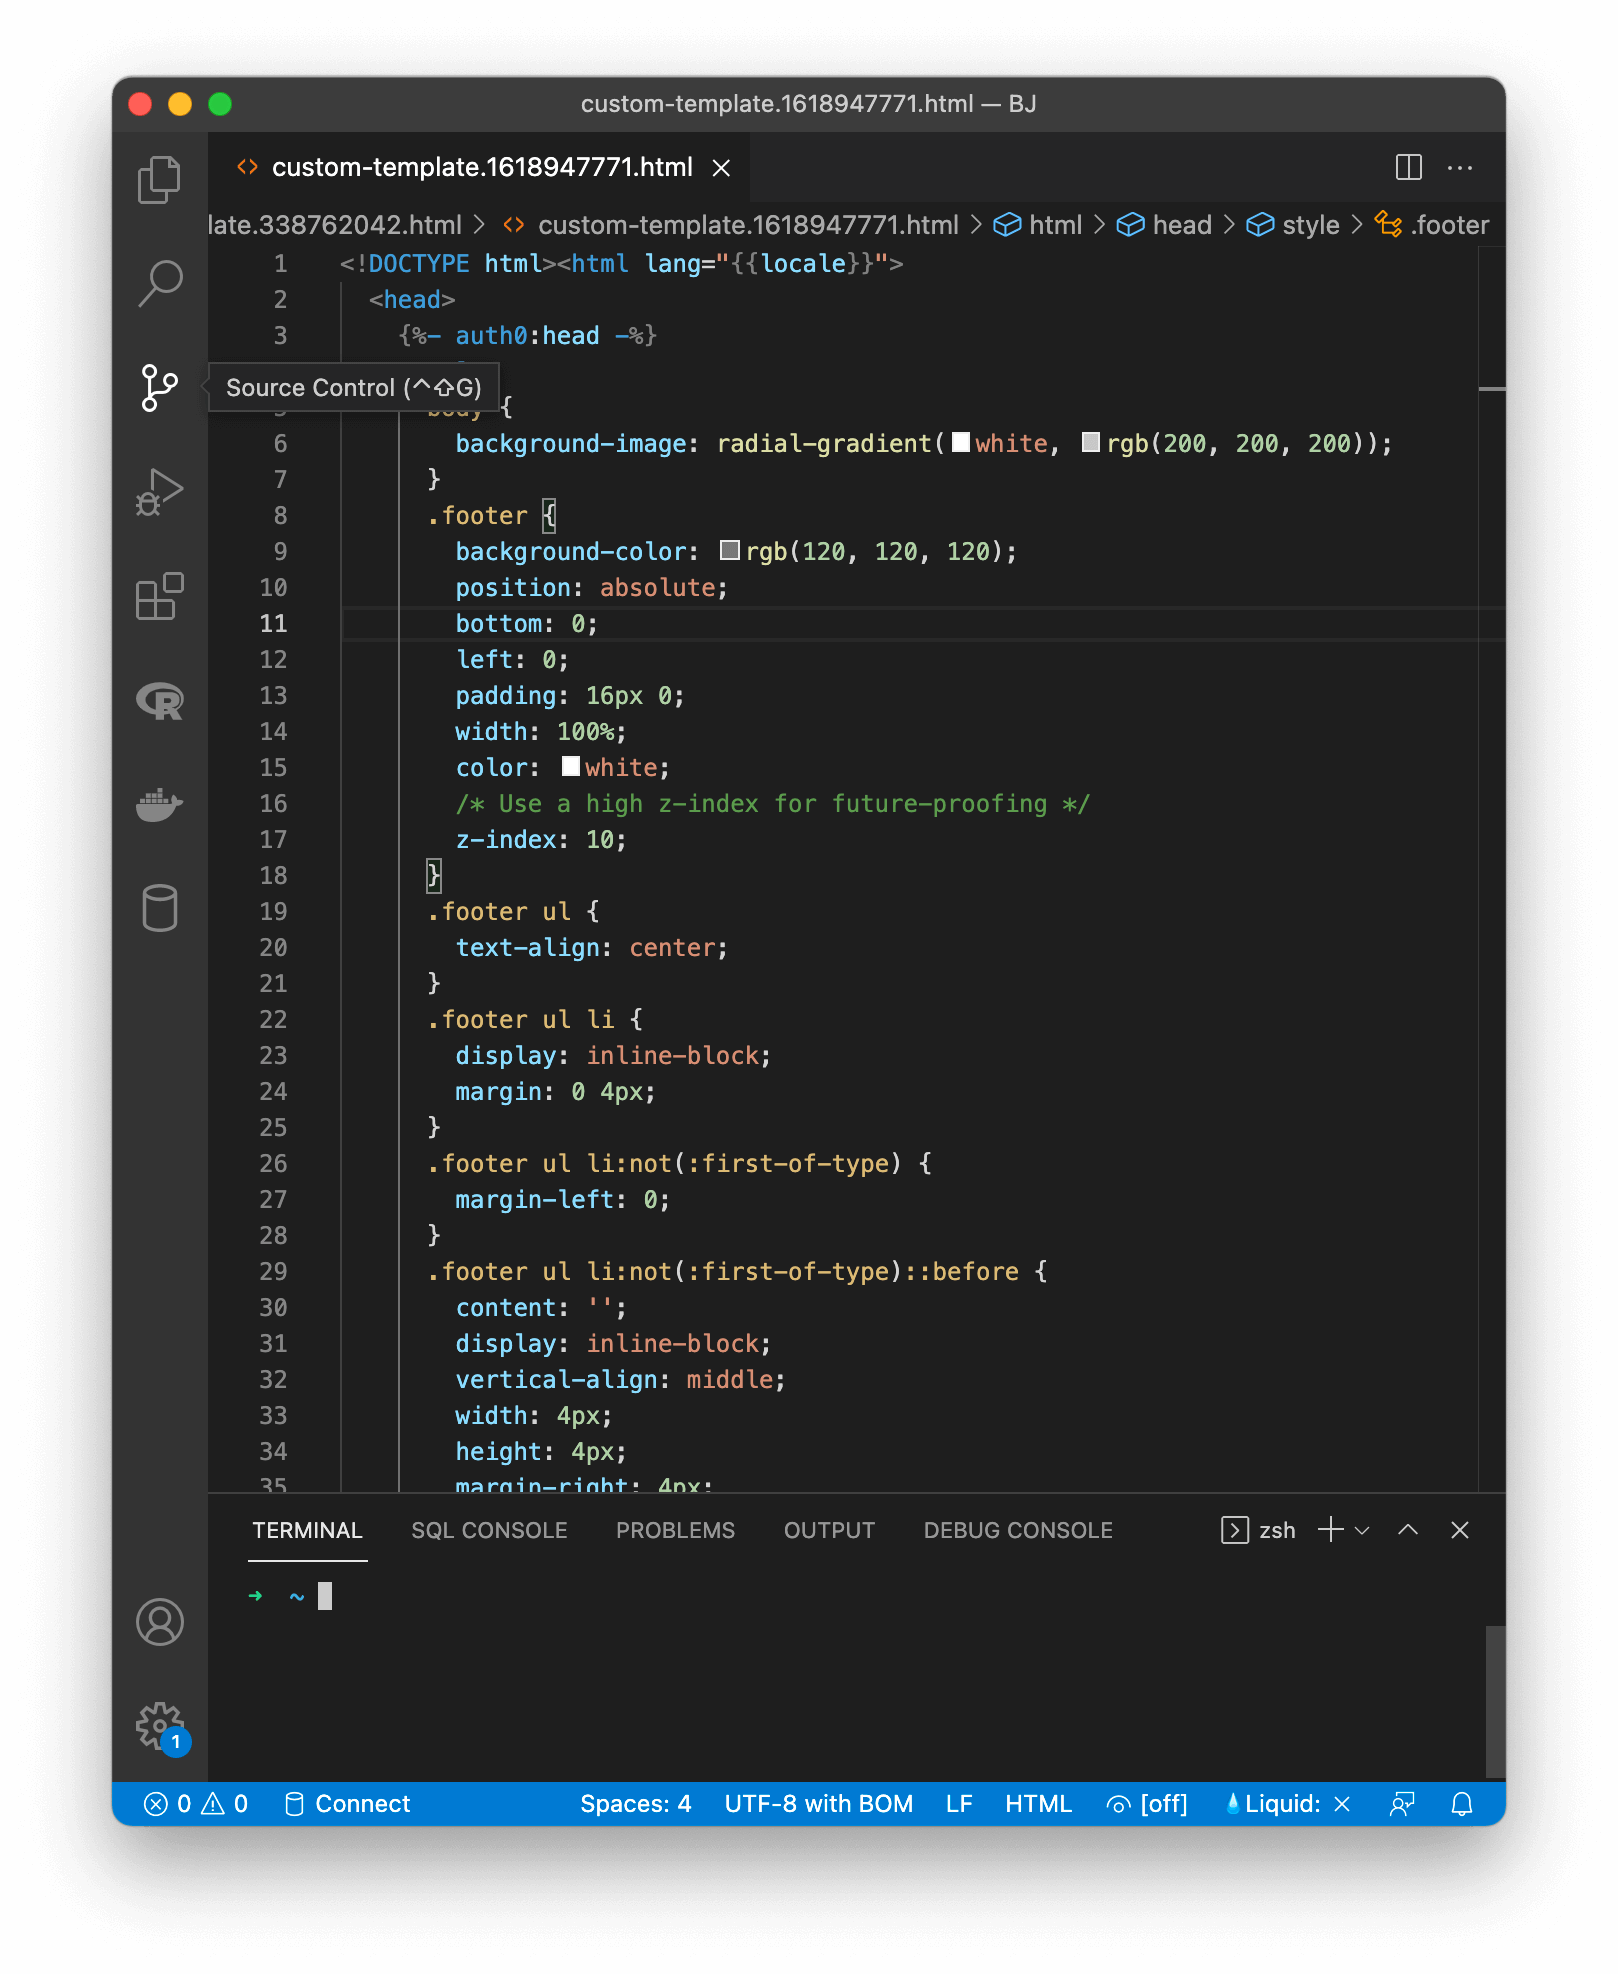 custom-template.1618947771.html — BJ
custom-template.1618947771.html
late.338762042.html > custom-template.1618947771.html > html > head > style > .footer
1 <!DOCTYPE html><html lang="{{locale}}">
2 <head>
3 {%- auth0:head -%}
Source Control (^⇧G)
5 body {
6 background-image: radial-gradient(white, rgb(200, 200, 200));
7 }
8 .footer {
9 background-color: rgb(120, 120, 120);
10 position: absolute;
11 bottom: 0;
12 left: 0;
13 padding: 16px 0;
14 width: 100%;
15 color: white;
16 /* Use a high z-index for future-proofing */
17 z-index: 10;
18 }
19 .footer ul {
20 text-align: center;
21 }
22 .footer ul li {
23 display: inline-block;
24 margin: 0 4px;
25 }
26 .footer ul li:not(:first-of-type) {
27 margin-left: 0;
28 }
29 .footer ul li:not(:first-of-type)::before {
30 content: '';
31 display: inline-block;
32 vertical-align: middle;
33 width: 4px;
34 height: 4px;
35 margin-right: 4px;
TERMINAL SQL CONSOLE PROBLEMS OUTPUT DEBUG CONSOLE zsh
➜ ~
1
0 0 Connect Spaces: 4 UTF-8 with BOM LF HTML [off] Liquid: ×